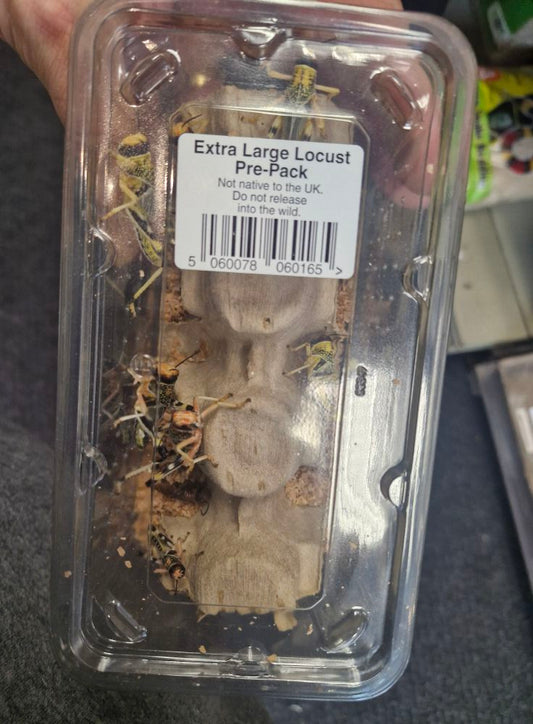 Extra Large Locust
Pre-Pack
Not native to the UK.
Do not release
into the wild.
5 060078 060165 >